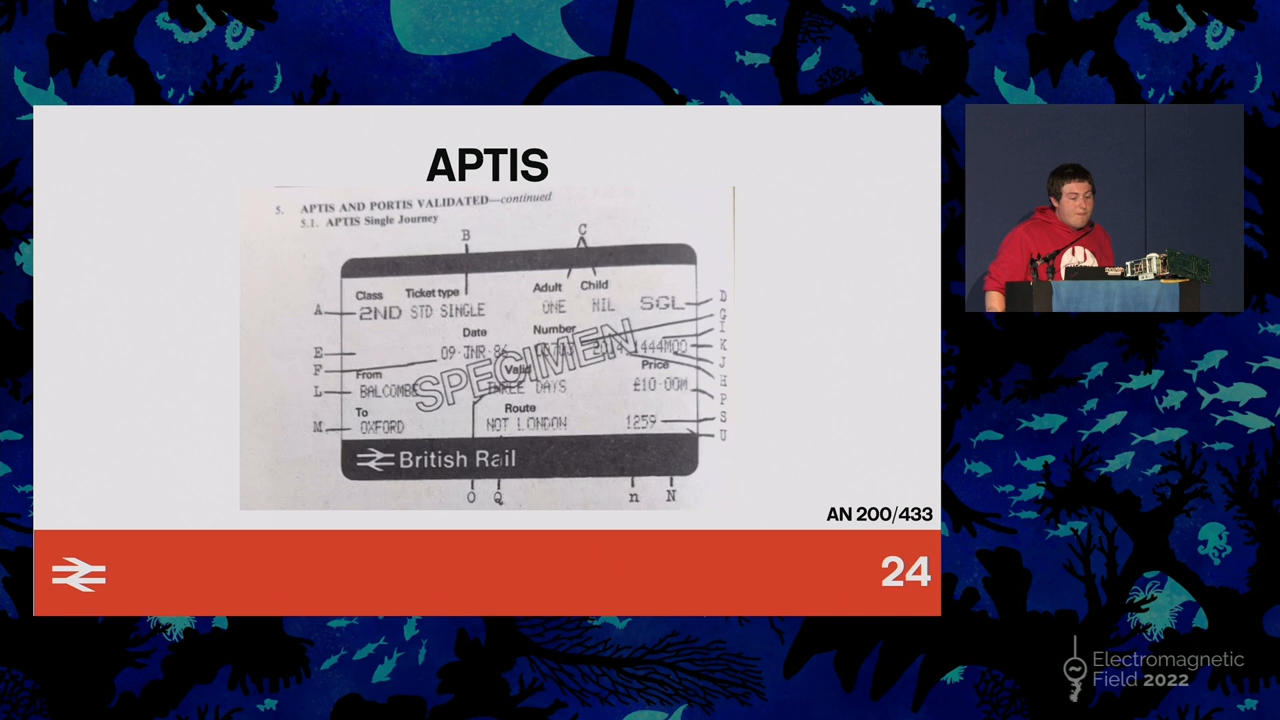 APTIS
5. APTIS AND PORTIS VALIDATED—continued
5.1. APTIS Single Journey
B C
Class Ticket type Adult Child
A 2ND STD SINGLE ONE NIL SGL D
Date Number G
I
E 09·JNR·86 1444M00 K
SPECIMEN
F J
From Valid Price H
L BALCOMBE THREE DAYS £10·00M P
To Route S
M OXFORD NOT LONDON 1259 U
British Rail
O Q n N
AN 200/433
24
Electromagnetic
Field 2022